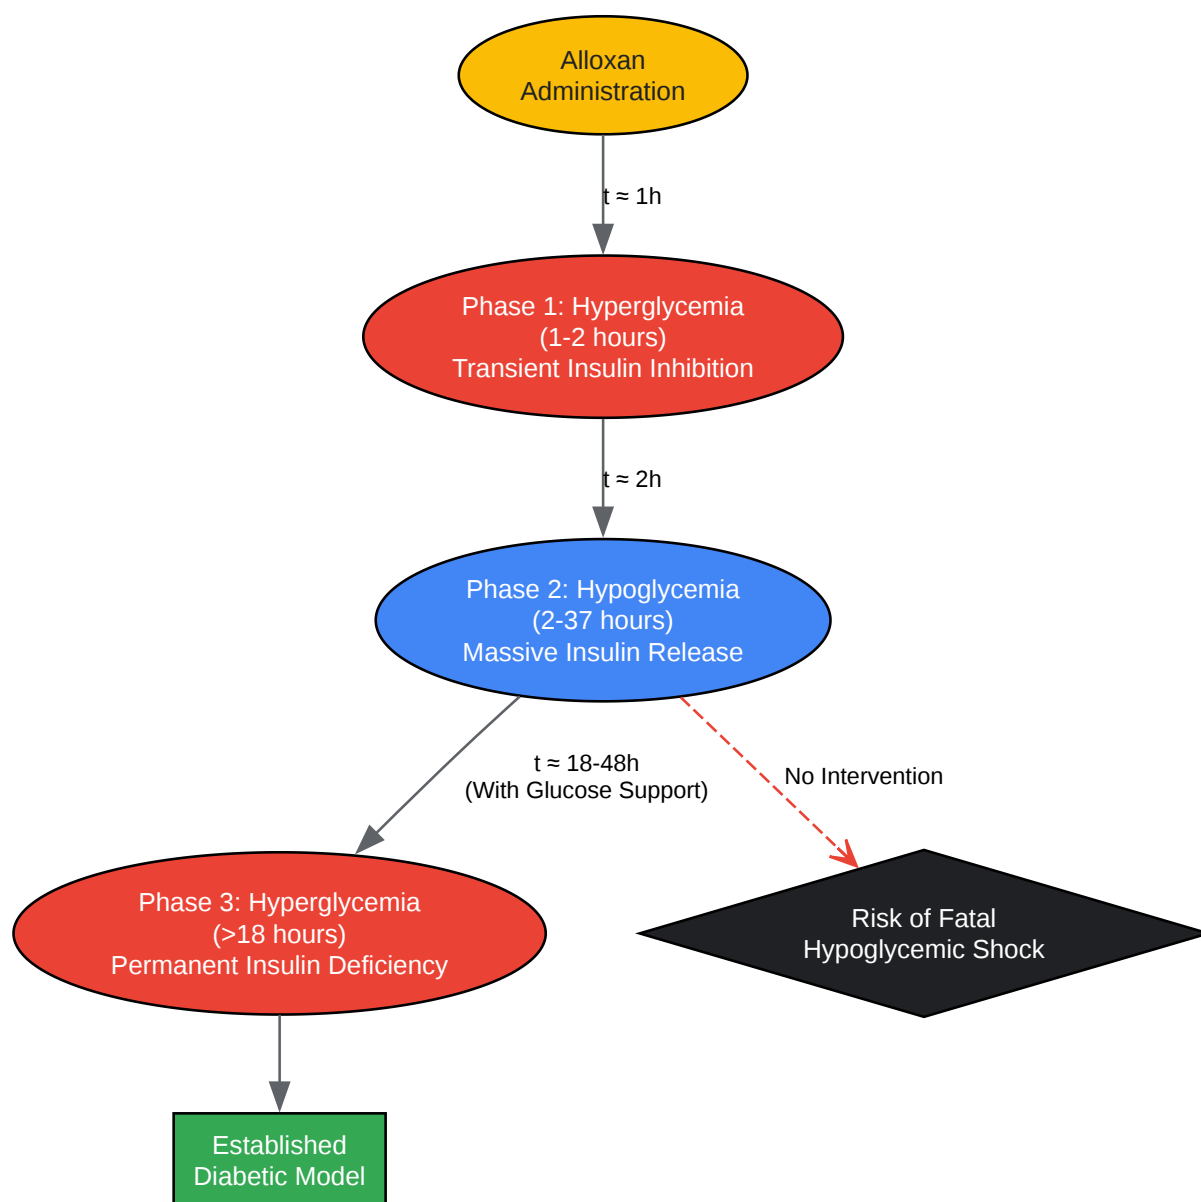 Alloxan
Administration
t ≈ 1h
Phase 1: Hyperglycemia
(1-2 hours)
Transient Insulin Inhibition
t ≈ 2h
Phase 2: Hypoglycemia
(2-37 hours)
Massive Insulin Release
t ≈ 18-48h
(With Glucose Support)
No Intervention
Phase 3: Hyperglycemia
(>18 hours)
Permanent Insulin Deficiency
Risk of Fatal
Hypoglycemic Shock
Established
Diabetic Model